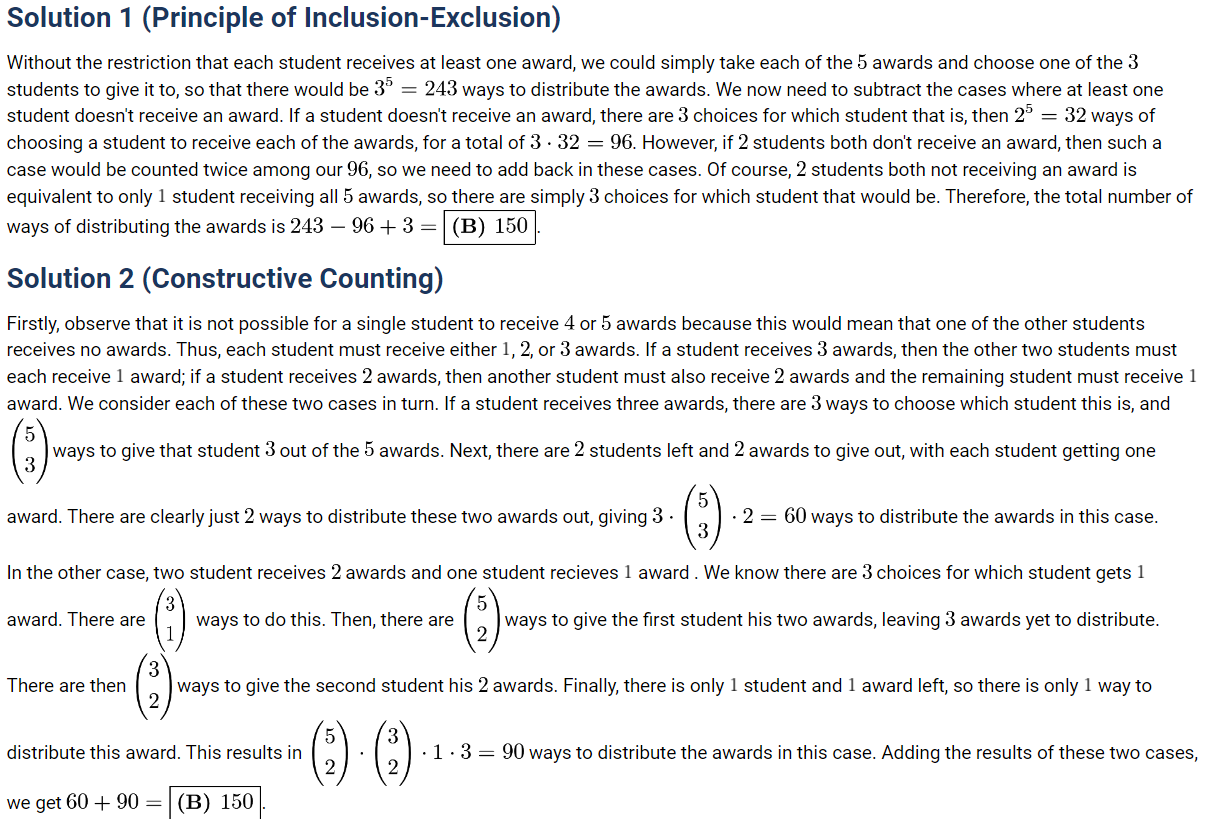 Solution 1 (Principle of Inclusion-Exclusion)
Without the restriction that each student receives at least one award, we could simply take each of the 5 awards and choose one of the 3
students to give it to, so that there would be 3^5 = 243 ways to distribute the awards. We now need to subtract the cases where at least one
student doesn't receive an award. If a student doesn't receive an award, there are 3 choices for which student that is, then 2^5 = 32 ways of
choosing a student to receive each of the awards, for a total of 3 · 32 = 96. However, if 2 students both don't receive an award, then such a
case would be counted twice among our 96, so we need to add back in these cases. Of course, 2 students both not receiving an award is
equivalent to only 1 student receiving all 5 awards, so there are simply 3 choices for which student that would be. Therefore, the total number of
ways of distributing the awards is 243 − 96 + 3 = (B) 150.
Solution 2 (Constructive Counting)
Firstly, observe that it is not possible for a single student to receive 4 or 5 awards because this would mean that one of the other students
receives no awards. Thus, each student must receive either 1, 2, or 3 awards. If a student receives 3 awards, then the other two students must
each receive 1 award; if a student receives 2 awards, then another student must also receive 2 awards and the remaining student must receive 1
award. We consider each of these two cases in turn. If a student receives three awards, there are 3 ways to choose which student this is, and
(5 3) ways to give that student 3 out of the 5 awards. Next, there are 2 students left and 2 awards to give out, with each student getting one
award. There are clearly just 2 ways to distribute these two awards out, giving 3 · (5 3) · 2 = 60 ways to distribute the awards in this case.
In the other case, two student receives 2 awards and one student recieves 1 award . We know there are 3 choices for which student gets 1
award. There are (3 1) ways to do this. Then, there are (5 2) ways to give the first student his two awards, leaving 3 awards yet to distribute.
There are then (3 2) ways to give the second student his 2 awards. Finally, there is only 1 student and 1 award left, so there is only 1 way to
distribute this award. This results in (5 2) · (3 2) · 1 · 3 = 90 ways to distribute the awards in this case. Adding the results of these two cases,
we get 60 + 90 = (B) 150.